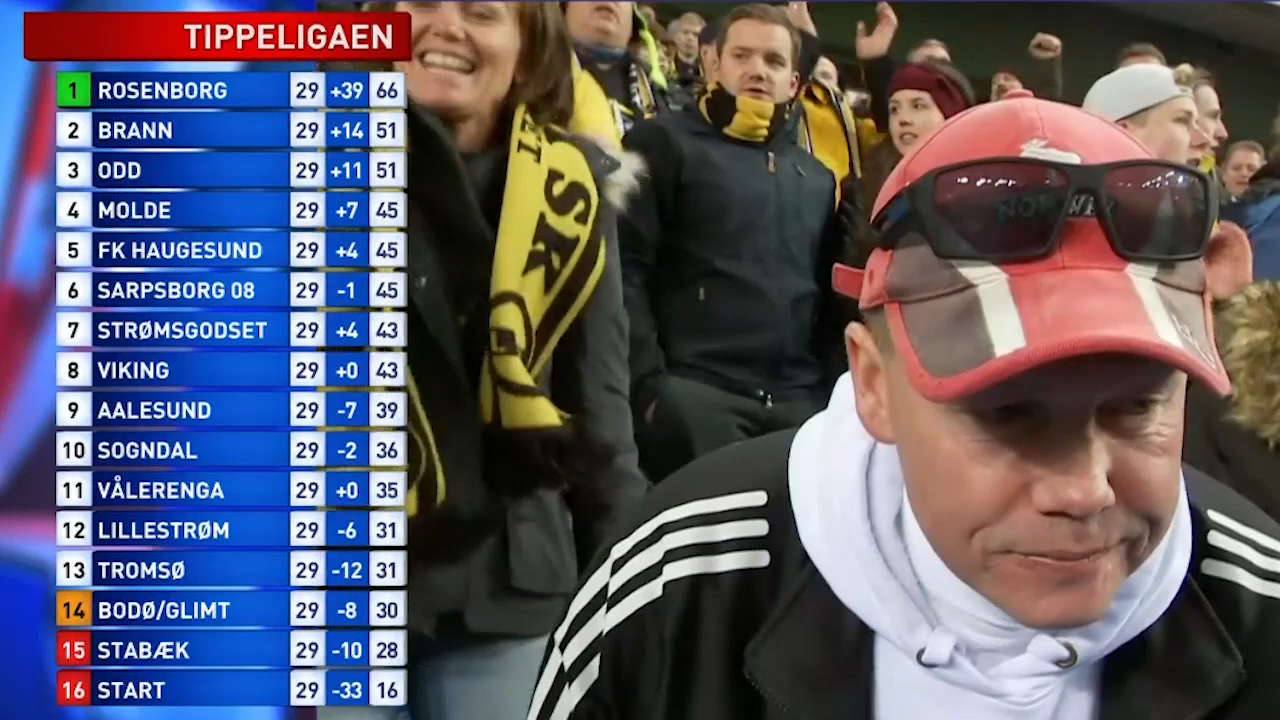 TIPPELIGAEN
1 ROSENBORG 29 +39 66
2 BRANN 29 +14 51
3 ODD 29 +11 51
4 MOLDE 29 +7 45
5 FK HAUGESUND 29 +4 45
6 SARPSBORG 08 29 -1 45
7 STRØMSGODSET 29 +4 43
8 VIKING 29 +0 43
9 AALESUND 29 -7 39
10 SOGNDAL 29 -2 36
11 VÅLERENGA 29 +0 35
12 LILLESTRØM 29 -6 31
13 TROMSØ 29 -12 31
14 BODØ/GLIMT 29 -8 30
15 STABÆK 29 -10 28
16 START 29 -33 16
SK
NORWAY